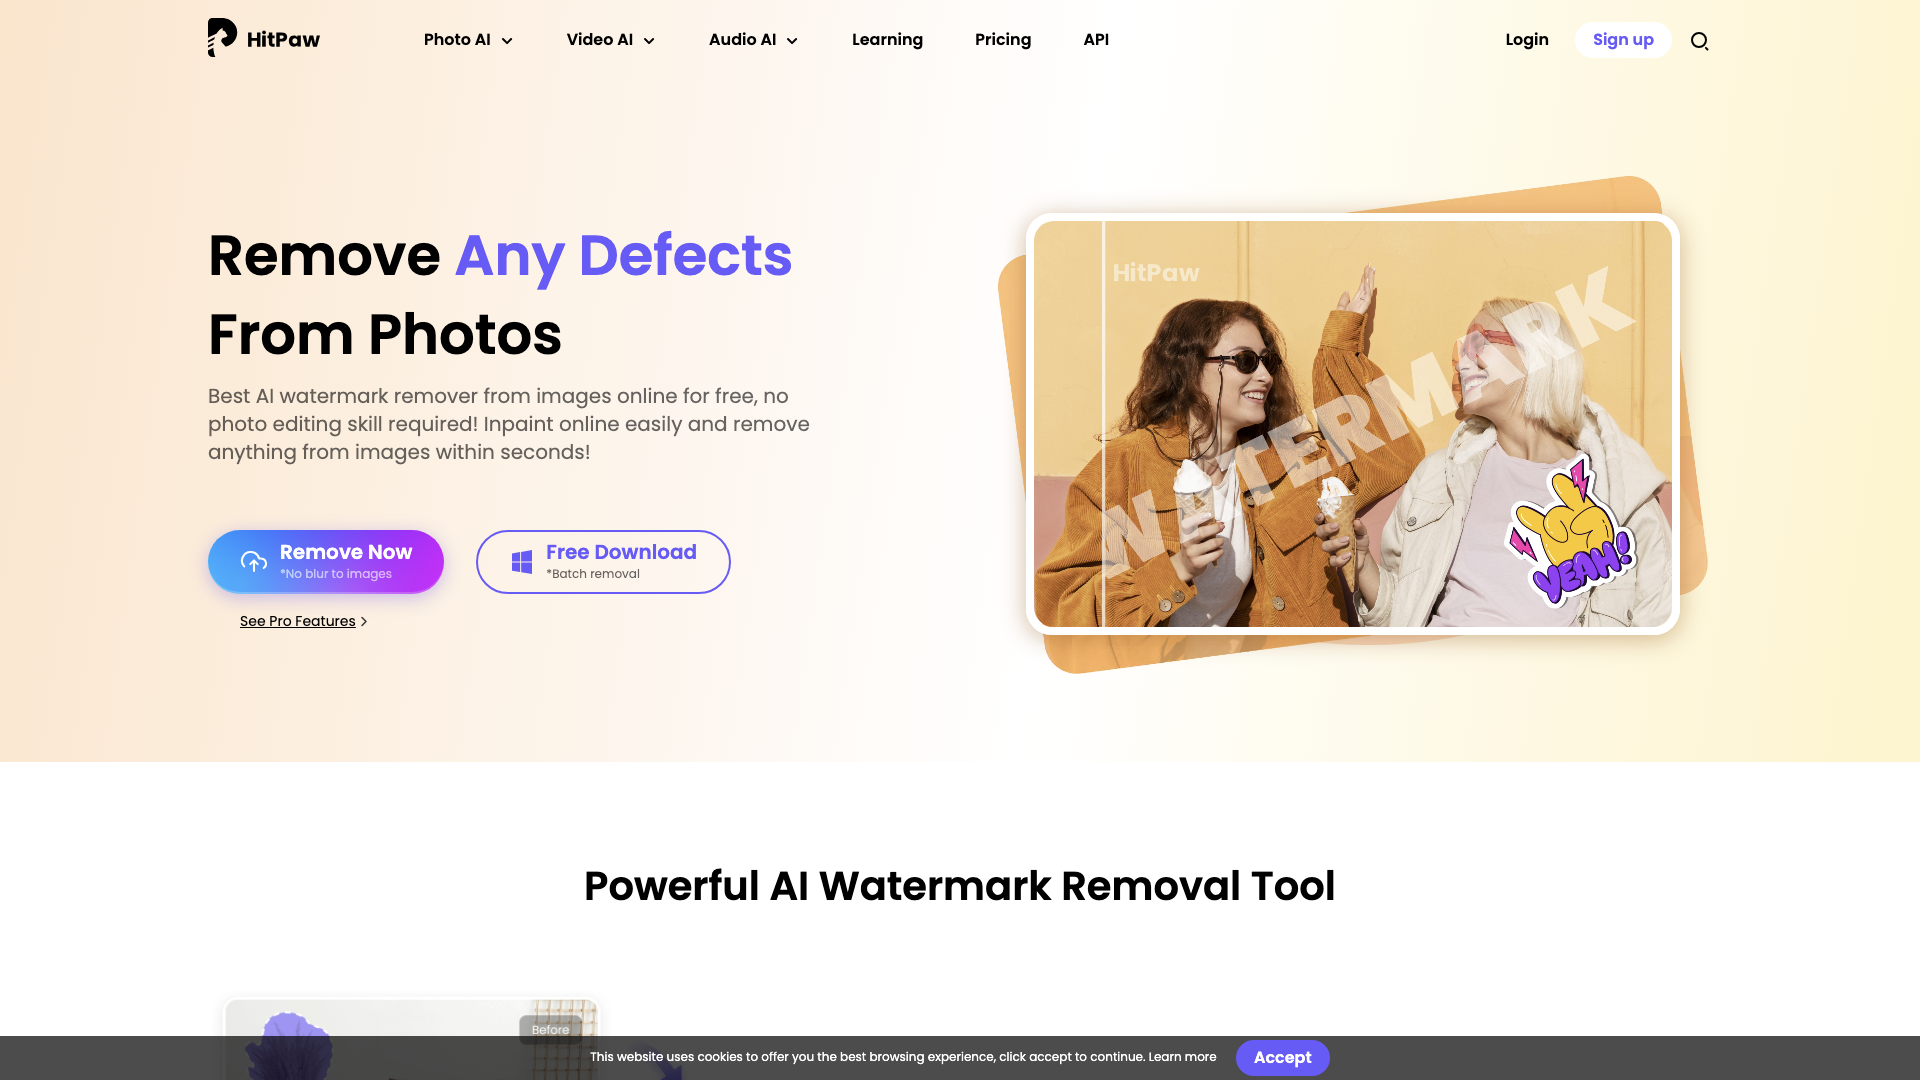 HitPaw
Photo AI
Video AI
Audio AI
Learning
Pricing
API
Login
Sign up
Remove Any Defects
From Photos
Best AI watermark remover from images online for free, no
photo editing skill required! Inpaint online easily and remove
anything from images within seconds!
Remove Now
*No blur to images
Free Download
*Batch removal
See Pro Features
HitPaw
WATERMARK
YEAH!
Powerful AI Watermark Removal Tool
Before
This website uses cookies to offer you the best browsing experience, click accept to continue. Learn more
Accept